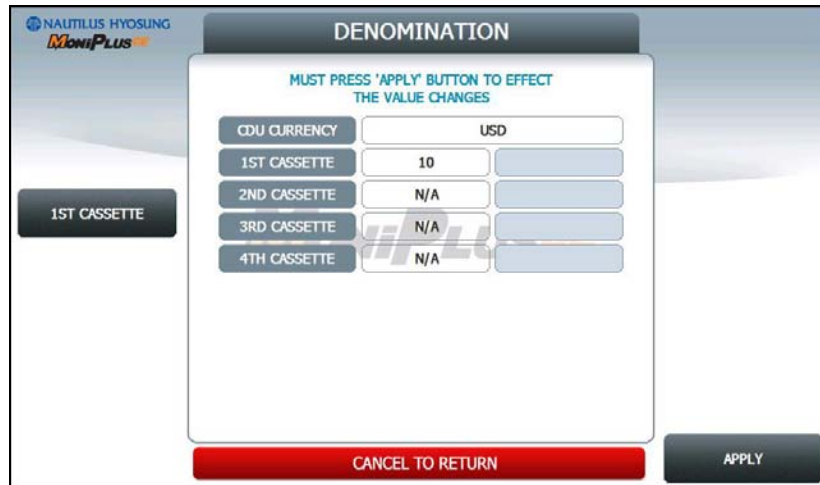 NAUTILUS HYOSUNG
MONIPLUS
DENOMINATION
MUST PRESS 'APPLY' BUTTON TO EFFECT
THE VALUE CHANGES
CDU CURRENCY USD
1ST CASSETTE 10
2ND CASSETTE N/A
3RD CASSETTE N/A
4TH CASSETTE N/A
1ST CASSETTE
CANCEL TO RETURN
APPLY